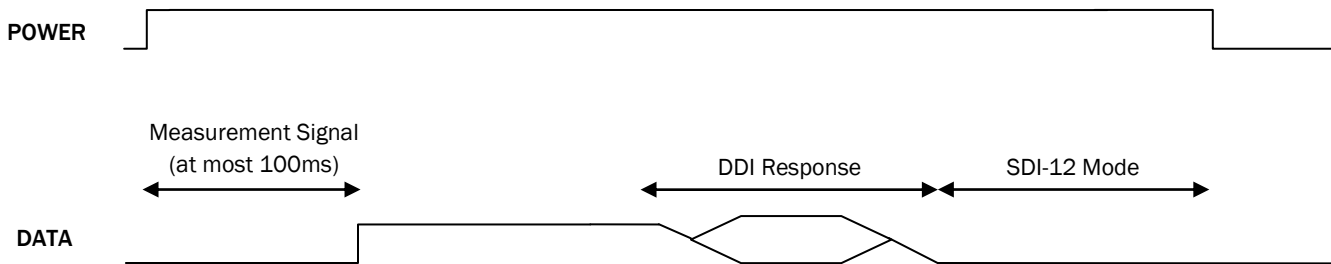 POWER
Measurement Signal
(at most 100ms)
DDI Response
SDI-12 Mode
DATA